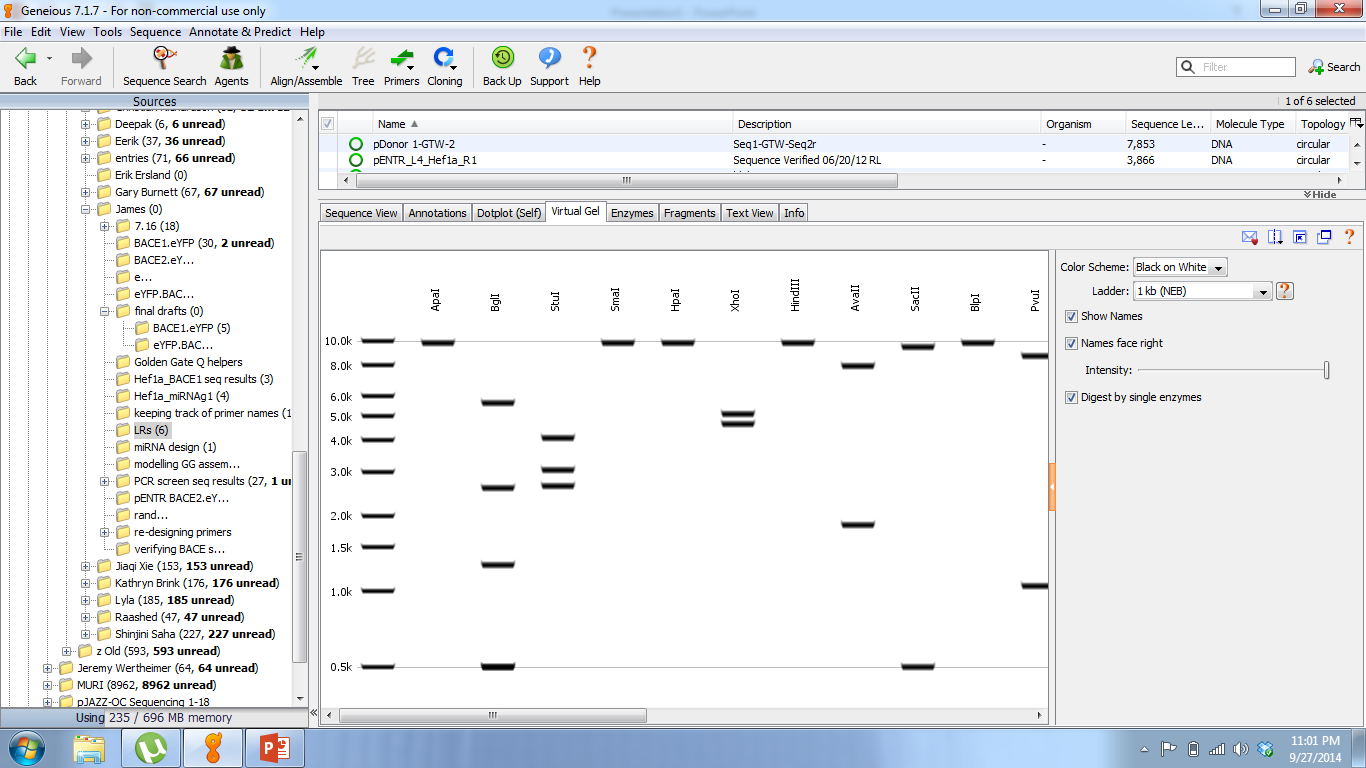 Geneious 7.1.7 - For non-commercial use only
File Edit View Tools Sequence Annotate & Predict Help
Back Forward Sequence Search Agents Align/Assemble Tree Primers Cloning Back Up Support Help Filter Search
Sources
1 of 6 selected
Deepak (6, 6 unread)
Eerik (37, 36 unread)
entries (71, 66 unread)
Erik Ersland (0)
Gary Burnett (67, 67 unread)
James (0)
7.16 (18)
BACE1.eYFP (30, 2 unread)
BACE2.eY...
e...
eYFP.BAC...
final drafts (0)
BACE1.eYFP (5)
eYFP.BAC...
Golden Gate Q helpers
Hef1a_BACE1 seq results (3)
Hef1a_miRNAg1 (4)
keeping track of primer names (1
LRs (6)
miRNA design (1)
modelling GG assem...
PCR screen seq results (27, 1 un
pENTR BACE2.eY...
rand...
re-designing primers
verifying BACE s...
Jiaqi Xie (153, 153 unread)
Kathryn Brink (176, 176 unread)
Lyla (185, 185 unread)
Raashed (47, 47 unread)
Shinjini Saha (227, 227 unread)
z Old (593, 593 unread)
Jeremy Wertheimer (64, 64 unread)
MURI (8962, 8962 unread)
pJAZZ-OC Sequencing 1-18
Using 235 / 696 MB memory
Name Description Organism Sequence Le... Molecule Type Topology
pDonor 1-GTW-2 Seq1-GTW-Seq2r - 7,853 DNA circular
pENTR_L4_Hef1a_R1 Sequence Verified 06/20/12 RL - 3,866 DNA circular
Hide
Sequence View Annotations Dotplot (Self) Virtual Gel Enzymes Fragments Text View Info
ApaI BglI StuI SmaI HpaI XhoI HindIII AvaII SacII BlpI PvuI
10.0k
8.0k
6.0k
5.0k
4.0k
3.0k
2.0k
1.5k
1.0k
0.5k
Color Scheme: Black on White
Ladder: 1 kb (NEB)
Show Names
Names face right
Intensity:
Digest by single enzymes
11:01 PM
9/27/2014